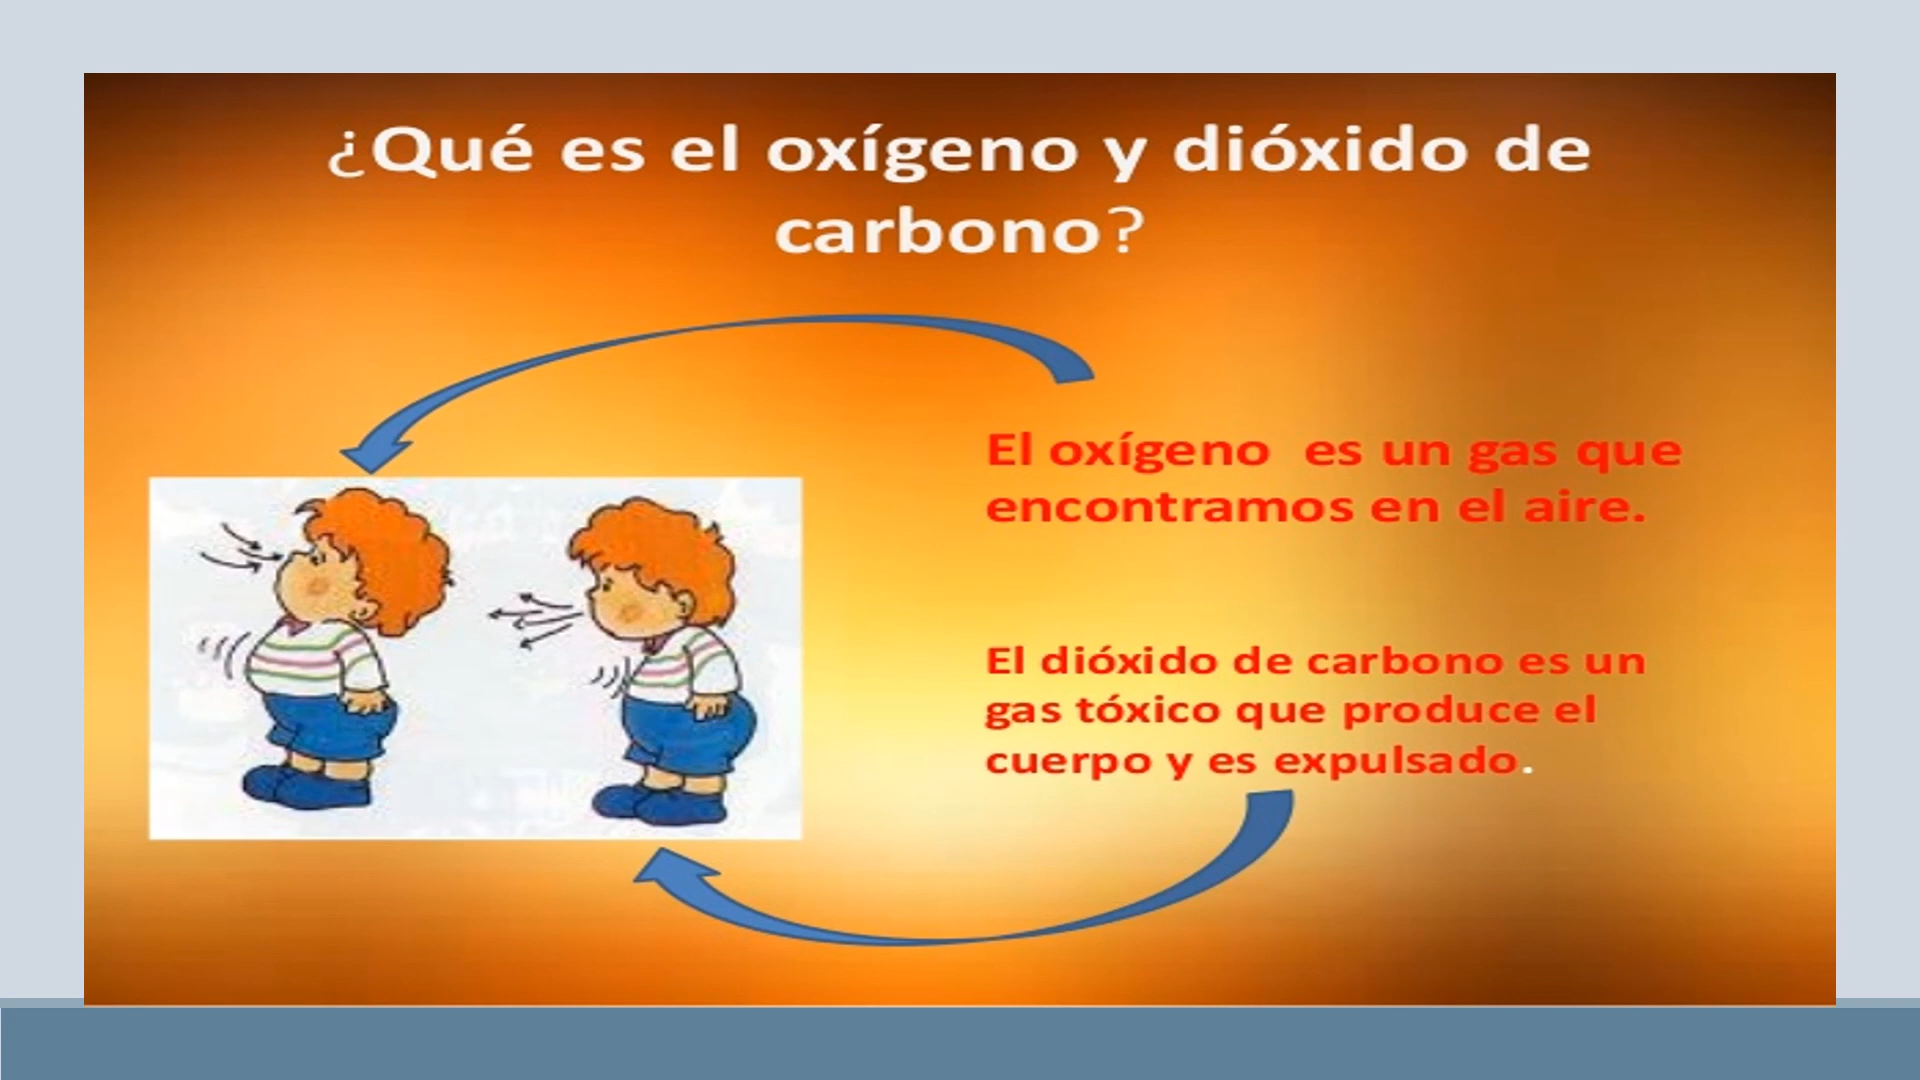 ¿Qué es el oxígeno y dióxido de
carbono?
El oxígeno es un gas que
encontramos en el aire.
El dióxido de carbono es un
gas tóxico que produce el
cuerpo y es expulsado.